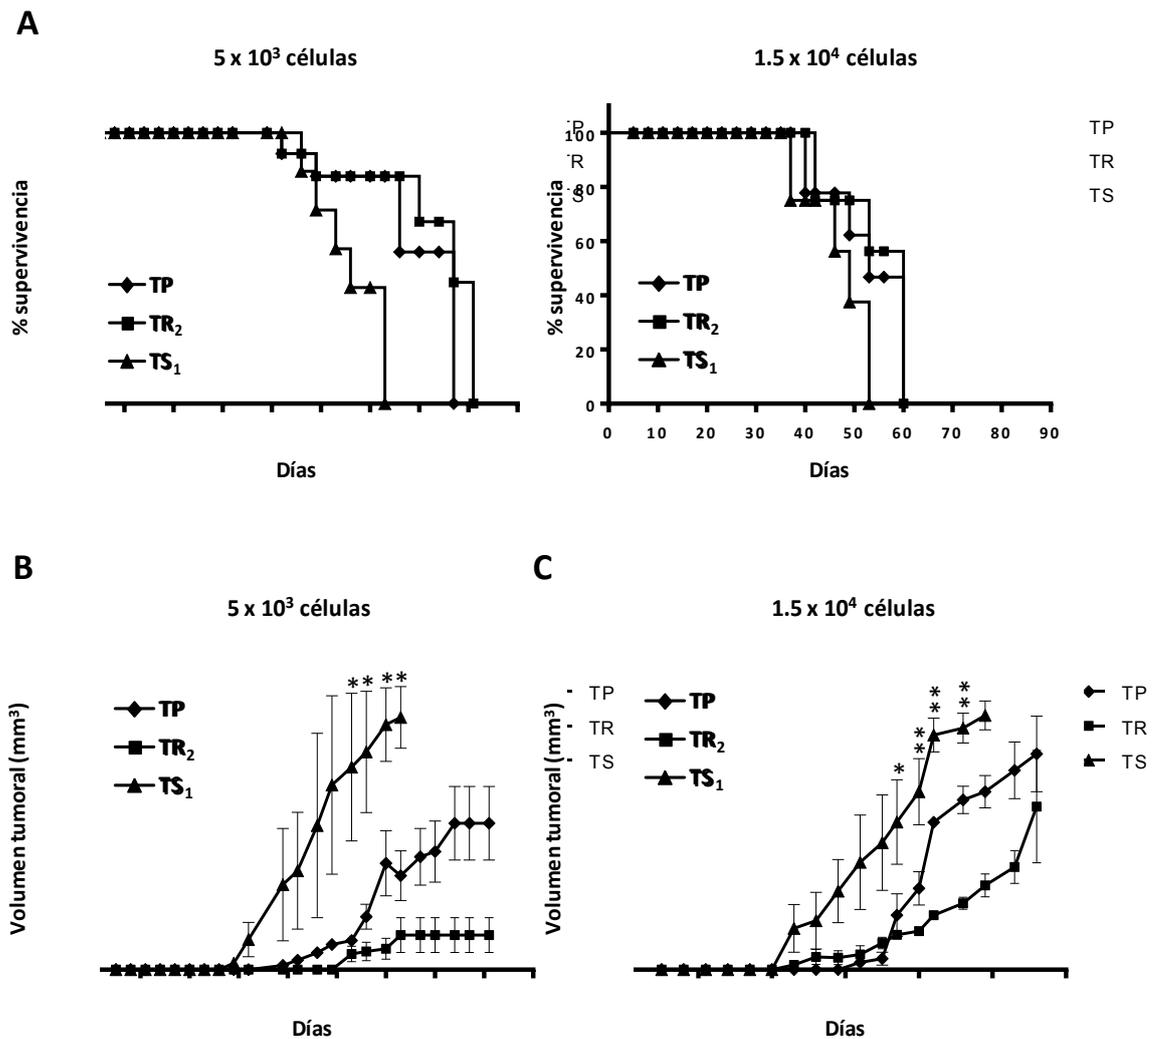 A
5 x 10³ células
% supervivencia
TP
TR₂
TS₁
Días
1.5 x 10⁴ células
% supervivencia
100
80
60
40
20
0
TP
TR₂
TS₁
0 10 20 30 40 50 60 70 80 90
Días
TP
TR
TS
B
5 x 10³ células
Volumen tumoral (mm³)
TP
TR₂
TS₁
** **
Días
TP
TR
TS
C
1.5 x 10⁴ células
Volumen tumoral (mm³)
TP
TR₂
TS₁
* ** ** **
Días
TP
TR
TS